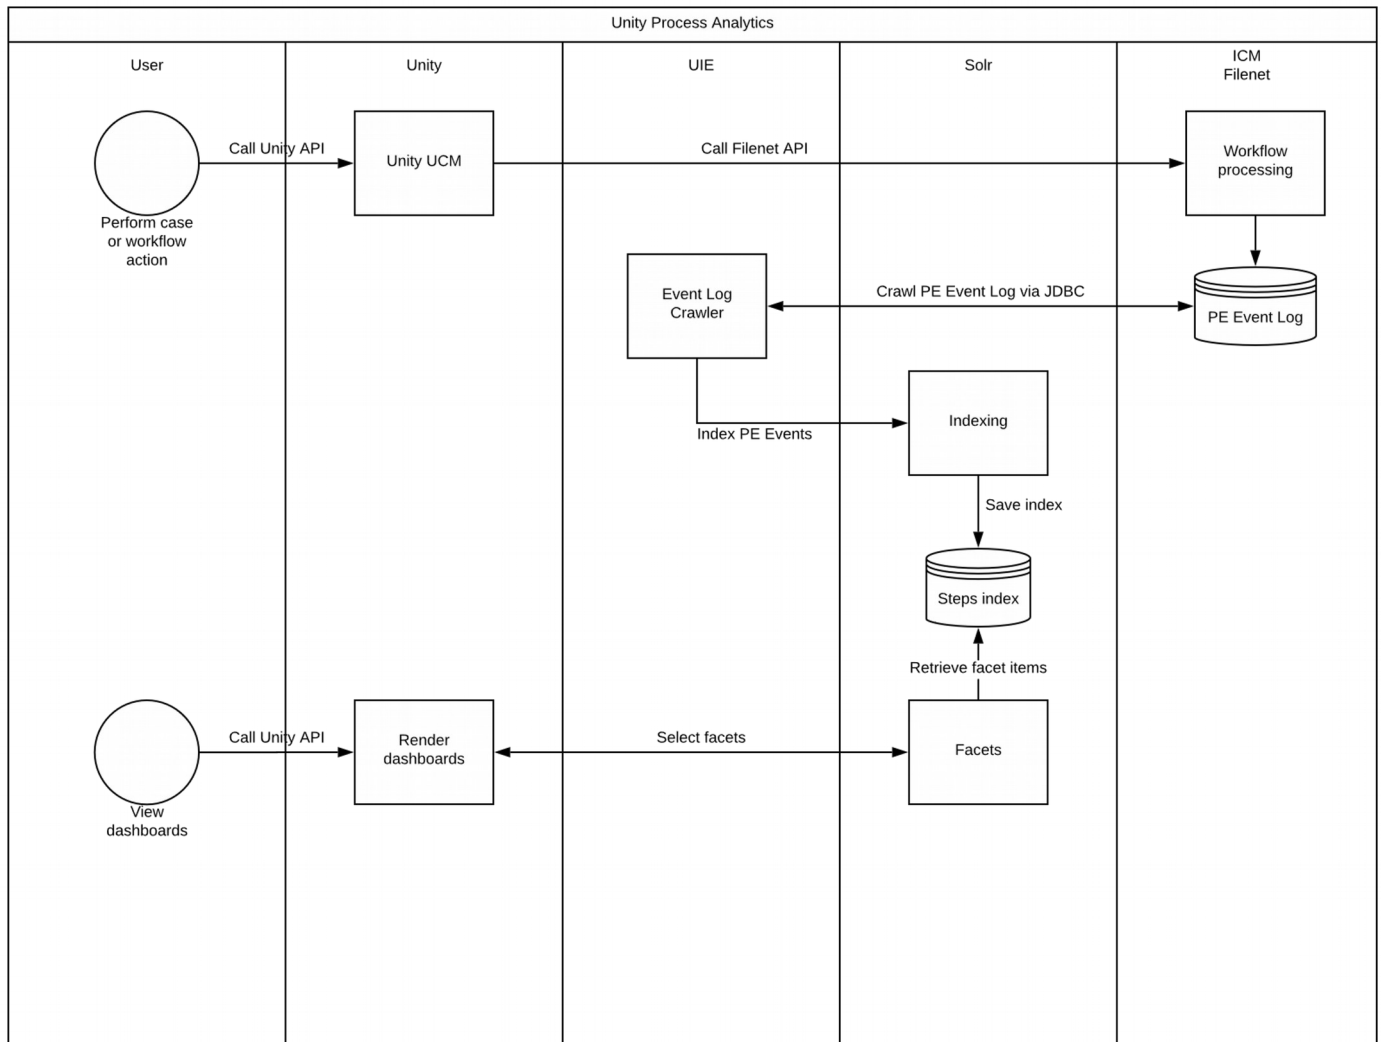 Unity Process Analytics
User
Unity
UIE
Solr
ICM
Filenet
Call Unity API
Unity UCM
Call Filenet API
Workflow
processing
Perform case
or workflow
action
Event Log
Crawler
Crawl PE Event Log via JDBC
PE Event Log
Indexing
Index PE Events
Save index
Steps index
Retrieve facet items
Call Unity API
Render
dashboards
Select facets
Facets
View
dashboards